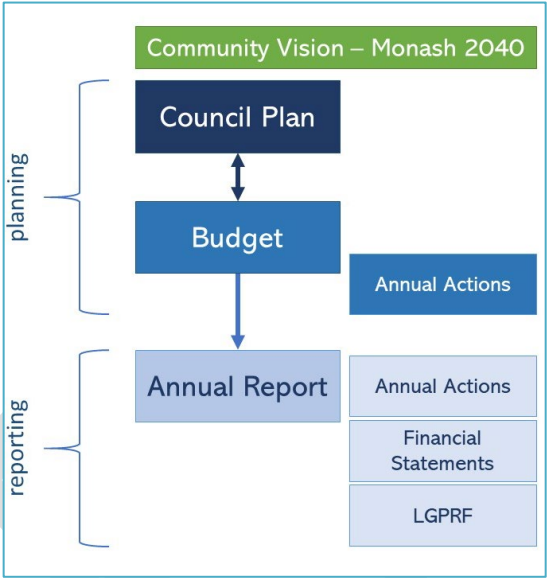 Community Vision – Monash 2040
planning
Council Plan
Budget
Annual Actions
reporting
Annual Report
Annual Actions
Financial
Statements
LGPRF